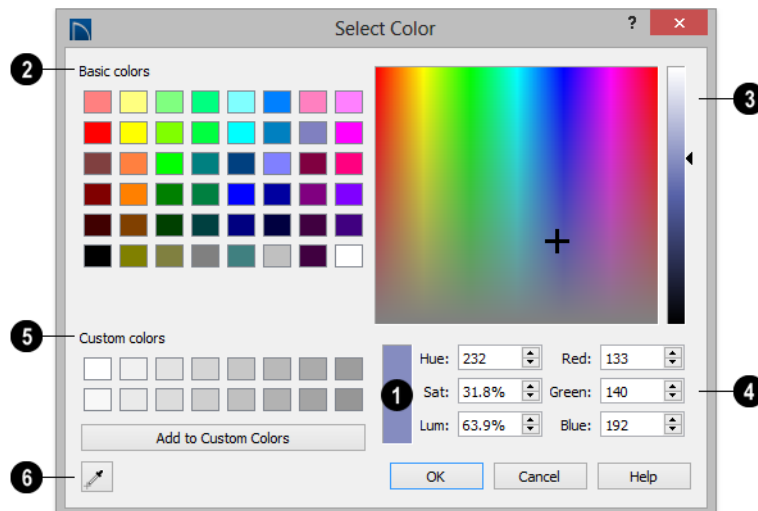 Select Color
?
×
2
Basic colors
3
5
Custom colors
1
Hue: 232 Red: 133
Sat: 31.8% Green: 140
4
Lum: 63.9% Blue: 192
Add to Custom Colors
6
OK Cancel Help